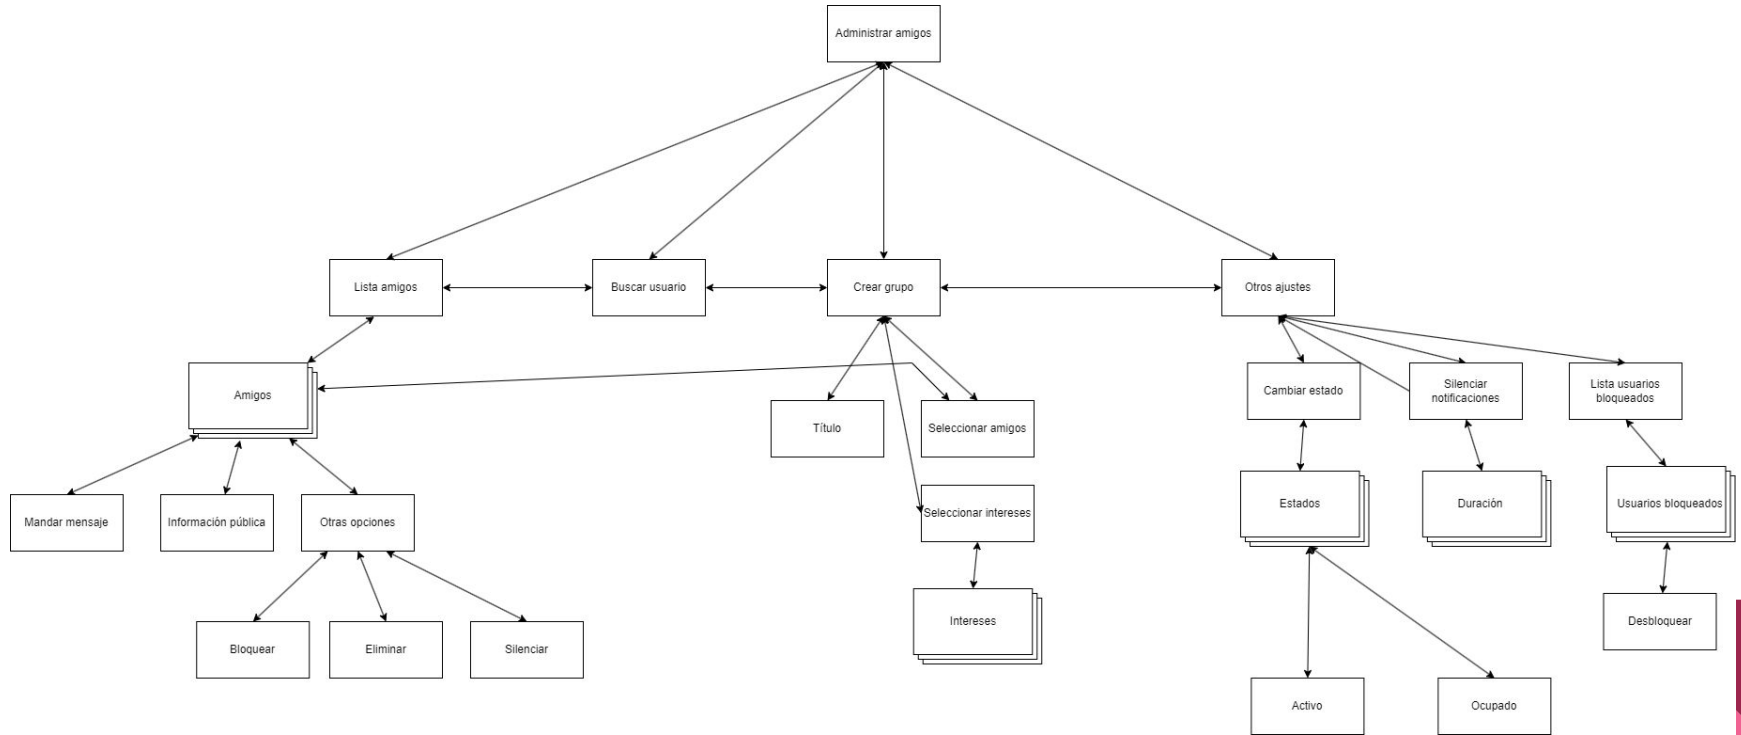 Administrar amigos
Lista amigos
Buscar usuario
Crear grupo
Otros ajustes
Amigos
Título
Seleccionar amigos
Cambiar estado
Silenciar
notificaciones
Lista usuarios
bloqueados
Mandar mensaje
Información pública
Otras opciones
Seleccionar intereses
Estados
Duración
Usuarios bloqueados
Bloquear
Eliminar
Silenciar
Intereses
Desbloquear
Activo
Ocupado